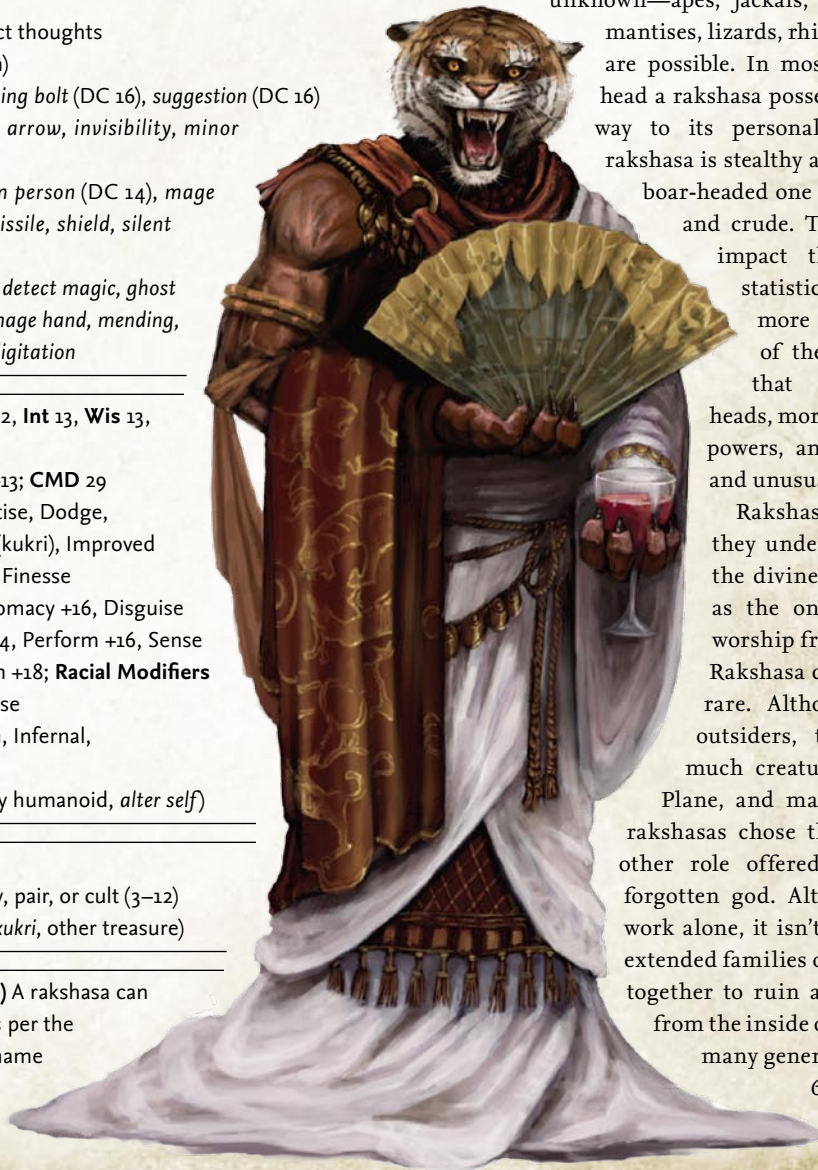 ct thoughts
)
ing bolt (DC 16), suggestion (DC 16)
arrow, invisibility, minor
n person (DC 14), mage
issile, shield, silent
detect magic, ghost
nage hand, mending,
igitation
2, Int 13, Wis 13,
13; CMD 29
tise, Dodge,
(kukri), Improved
Finesse
omacy +16, Disguise
4, Perform +16, Sense
n +18; Racial Modifiers
se
, Infernal,
y humanoid, alter self)
y, pair, or cult (3–12)
kukri, other treasure)
) A rakshasa can
s per the
name
unknown—apes, jackals,
mantises, lizards, rhi
are possible. In mos
head a rakshasa posse
way to its personal
rakshasa is stealthy a
boar-headed one
and crude. T
impact th
statistic
more
of the
that
heads, mor
powers, an
and unusu
Rakshas
they unde
the divine
as the on
worship fr
Rakshasa c
rare. Altho
outsiders, t
much creatu
Plane, and ma
rakshasas chose th
other role offered
forgotten god. Alt
work alone, it isn't
extended families o
together to ruin a
from the inside o
many gener
6